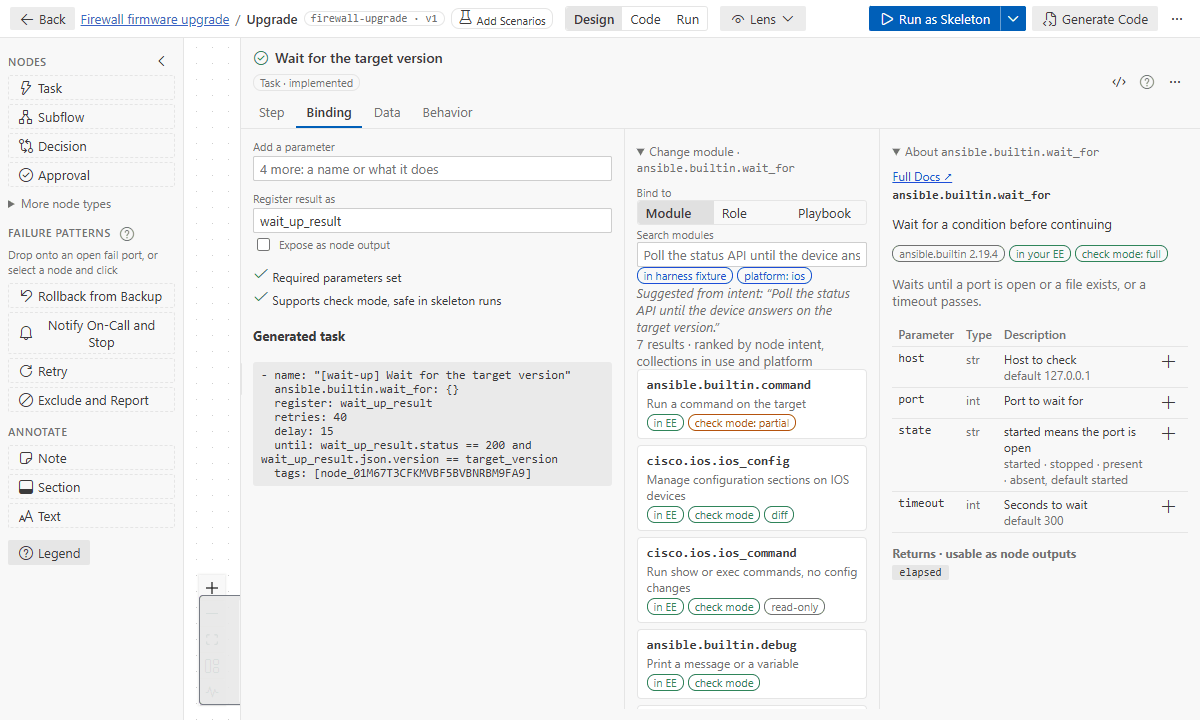 Back
Firewall firmware upgrade / Upgrade
firewall-upgrade · v1
Add Scenarios
Design
Code
Run
Lens
Run as Skeleton
Generate Code
NODES
Task
Subflow
Decision
Approval
More node types
FAILURE PATTERNS
Drop onto an open fail port, or
select a node and click
Rollback from Backup
Notify On-Call and
Stop
Retry
Exclude and Report
ANNOTATE
Note
Section
Text
Legend
Wait for the target version
Task · implemented
Step
Binding
Data
Behavior
Add a parameter
4 more: a name or what it does
Register result as
wait_up_result
Expose as node output
Required parameters set
Supports check mode, safe in skeleton runs
Generated task
- name: "[wait-up] Wait for the target version"
  ansible.builtin.wait_for: {}
  register: wait_up_result
  retries: 40
  delay: 15
  until: wait_up_result.status == 200 and
wait_up_result.json.version == target_version
  tags: [node_01M67T3CFKMVBF5BVBNRBM9FA9]
Change module ·
ansible.builtin.wait_for
Bind to
Module
Role
Playbook
Search modules
Poll the status API until the device ans
in harness fixture
platform: ios
Suggested from intent: “Poll the status
API until the device answers on the
target version.”
7 results · ranked by node intent,
collections in use and platform
ansible.builtin.command
Run a command on the target
in EE
check mode: partial
cisco.ios.ios_config
Manage configuration sections on IOS
devices
in EE
check mode
diff
cisco.ios.ios_command
Run show or exec commands, no config
changes
in EE
check mode
read-only
ansible.builtin.debug
Print a message or a variable
in EE
check mode
About ansible.builtin.wait_for
Full Docs ↗
ansible.builtin.wait_for
Wait for a condition before continuing
ansible.builtin 2.19.4
in your EE
check mode: full
Waits until a port is open or a file exists, or a
timeout passes.
Parameter Type Description
host str Host to check
default 127.0.0.1
port int Port to wait for
state str started means the port is
open
started · stopped · present
· absent, default started
timeout int Seconds to wait
default 300
Returns · usable as node outputs
elapsed